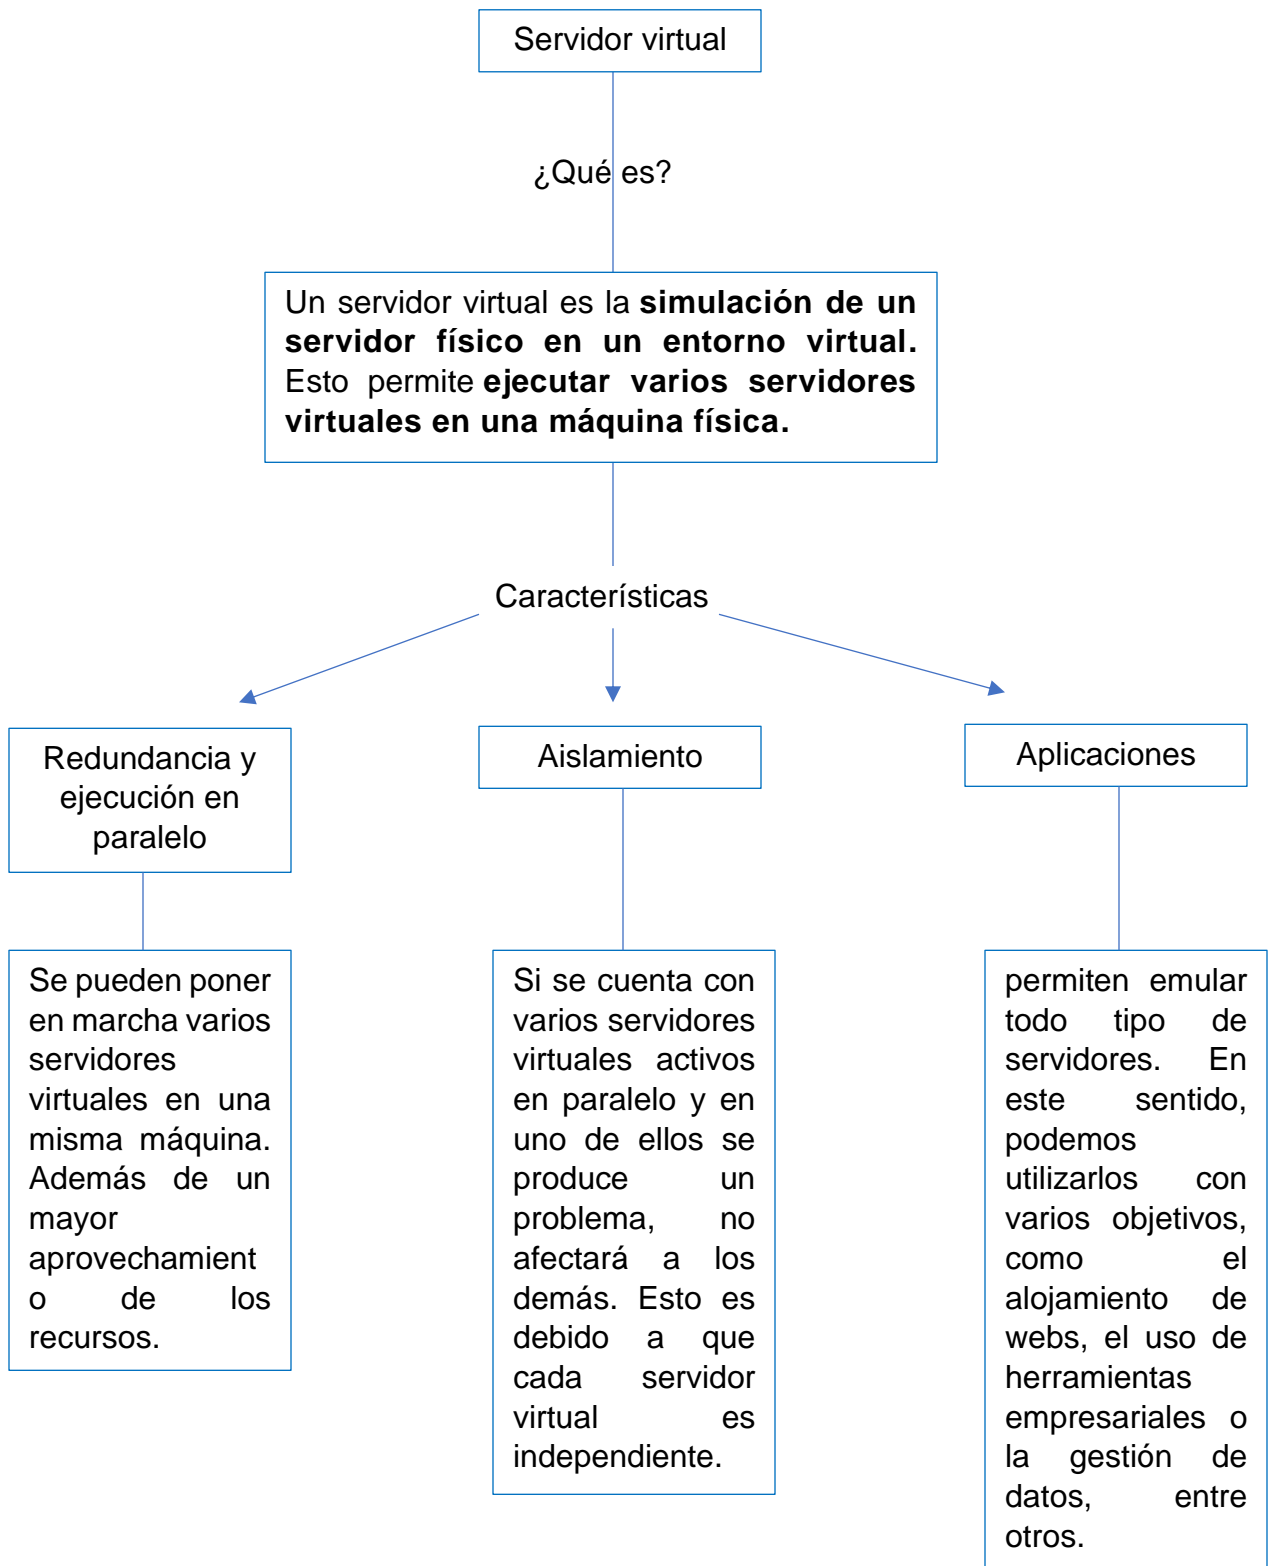 Servidor virtual
¿Qué es?
Un servidor virtual es la simulación de un
servidor físico en un entorno virtual.
Esto permite ejecutar varios servidores
virtuales en una máquina física.
Características
Redundancia y
ejecución en
paralelo
Aislamiento
Aplicaciones
Se pueden poner
en marcha varios
servidores
virtuales en una
misma máquina.
Además de un
mayor
aprovechamient
o de los
recursos.
Si se cuenta con
varios servidores
virtuales activos
en paralelo y en
uno de ellos se
produce un
problema, no
afectará a los
demás. Esto es
debido a que
cada servidor
virtual es
independiente.
permiten emular
todo tipo de
servidores. En
este sentido,
podemos
utilizarlos con
varios objetivos,
como el
alojamiento de
webs, el uso de
herramientas
empresariales o
la gestión de
datos, entre
otros.